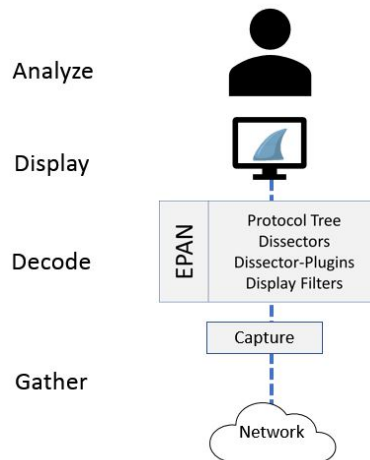 Analyze
Display
Decode
EPAN
Protocol Tree
Dissectors
Dissector-Plugins
Display Filters
Capture
Gather
Network